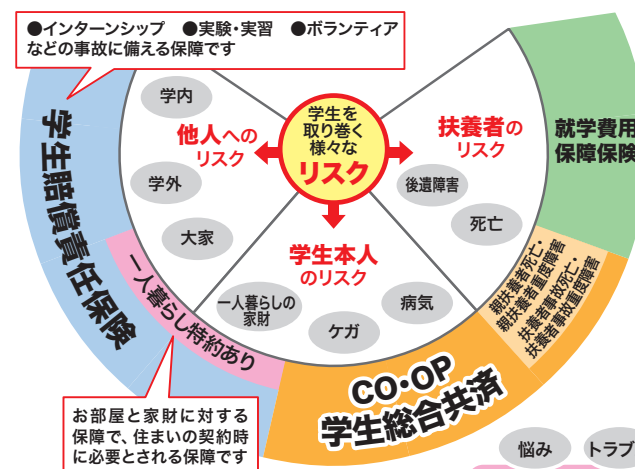 ●インターンシップ ●実験・実習 ●ボランティア
などの事故に備える保障です
学生を
取り巻く
様々な
リスク
他人への
リスク
学内
学外
大家
扶養者の
リスク
後遺障害
死亡
学生本人
のリスク
一人暮らしの
家財
ケガ
病気
学生賠償責任保険
一人暮らし特約あり
就学費用
保障保険
親扶養者死亡・
親扶養者重度障害
扶養者事故死亡・
扶養者事故重度障害
CO・OP
学生総合共済
お部屋と家財に対する
保障で、住まいの契約時
に必要とされる保障です
悩み
トラブ